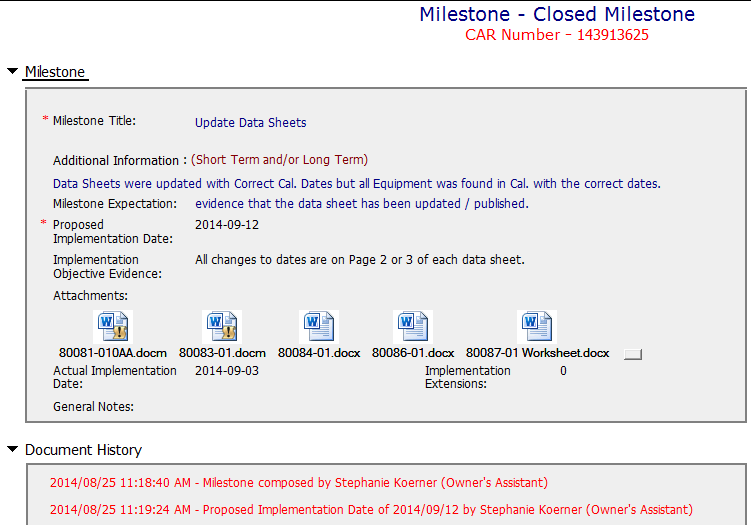 Milestone - Closed Milestone
CAR Number - 143913625
Milestone
* Milestone Title: Update Data Sheets
Additional Information : (Short Term and/or Long Term)
Data Sheets were updated with Correct Cal. Dates but all Equipment was found in Cal. with the correct dates.
Milestone Expectation: evidence that the data sheet has been updated / published.
* Proposed 2014-09-12
Implementation Date:
Implementation All changes to dates are on Page 2 or 3 of each data sheet.
Objective Evidence:
Attachments:
80081-010AA.docm 80083-01.docm 80084-01.docx 80086-01.docx 80087-01 Worksheet.docx
Actual Implementation 2014-09-03 Implementation 0
Date: Extensions:
General Notes:
Document History
2014/08/25 11:18:40 AM - Milestone composed by Stephanie Koerner (Owner's Assistant)
2014/08/25 11:19:24 AM - Proposed Implementation Date of 2014/09/12 by Stephanie Koerner (Owner's Assistant)